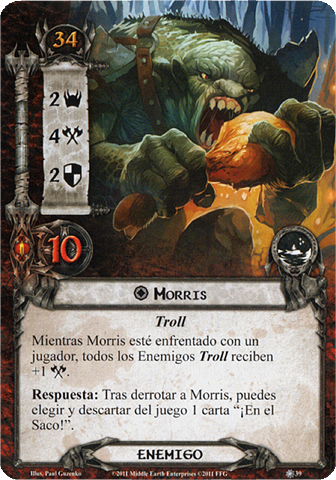 34
2
4
2
10
Morris
Troll
Mientras Morris esté enfrentado con un
jugador, todos los Enemigos Troll reciben
+1 .
Respuesta: Tras derrotar a Morris, puedes
elegir y descartar del juego 1 carta “¡En el
Saco!”.
ENEMIGO
Illus. Paul Guzenko
©2011 Middle Earth Enterprises ©2011 FFG
39